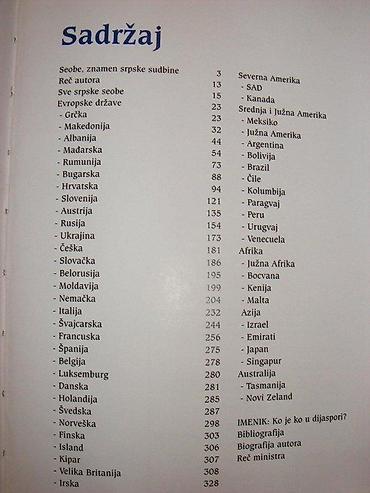 Sadržaj
Seobe, znamen srpske sudbine 3
Reč autora 13
Sve srpske seobe 15
Evropske države 23
- Grčka 23
- Makedonija 32
- Albanija 44
- Mađarska 54
- Rumunija 73
- Bugarska 88
- Hrvatska 94
- Slovenija 121
- Austrija 135
- Rusija 154
- Ukrajina 173
- Češka 181
- Slovačka 186
- Belorusija 195
- Moldavija 199
- Nemačka 204
- Italija 232
- Švajcarska 244
- Francuska 256
- Španija 275
- Belgija 278
- Luksemburg 280
- Danska 281
- Holandija 285
- Švedska 287
- Norveška 298
- Finska 303
- Island 306
- Kipar 307
- Velika Britanija 308
- Irska 328
Severna Amerika
- SAD
- Kanada
Srednja i Južna Amerika
- Meksiko
- Južna Amerika
- Argentina
- Bolivija
- Brazil
- Čile
- Kolumbija
- Paragvaj
- Peru
- Urugvaj
- Venecuela
Afrika
- Južna Afrika
- Bocvana
- Kenija
- Malta
Azija
- Izrael
- Emirati
- Japan
- Singapur
Australija
- Tasmanija
- Novi Zeland
IMENIK: Ko je ko u dijaspori?
Bibliografija
Biografija autora
Reč ministra